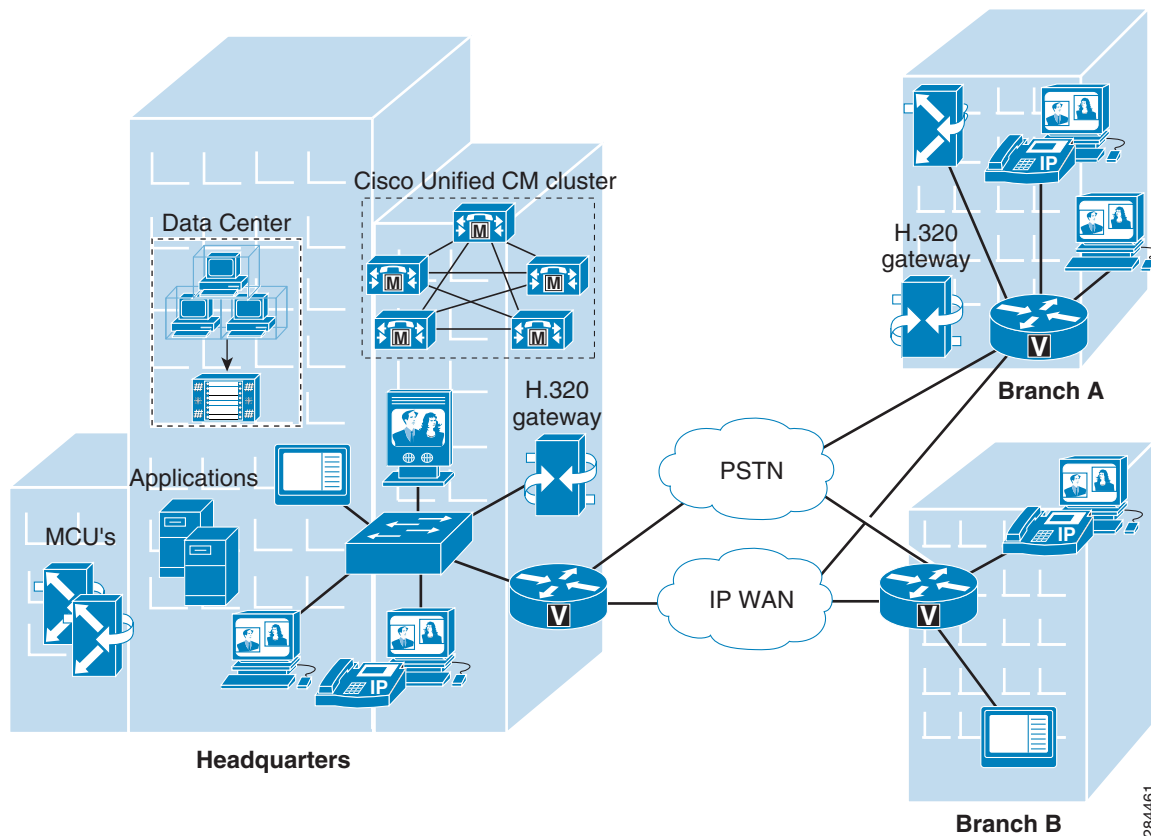 Cisco Unified CM cluster
M
M
M
M
M
Data Center
H.320
gateway
Applications
MCU's
IP
V
Headquarters
PSTN
IP WAN
IP
H.320
gateway
V
Branch A
IP
V
Branch B
284461